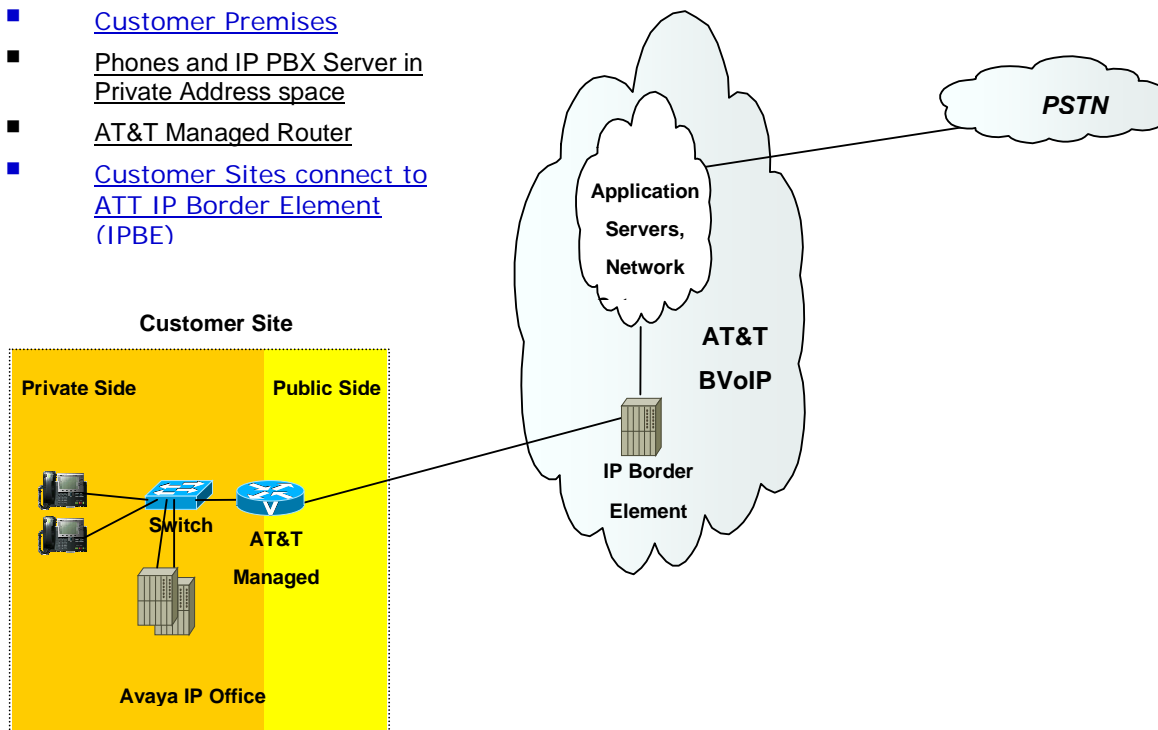 Customer Premises
Phones and IP PBX Server in
Private Address space
AT&T Managed Router
Customer Sites connect to
ATT IP Border Element
(IPBE)
PSTN
Application
Servers,
Network
AT&T
BVoIP
IP Border
Element
Customer Site
Private Side
Public Side
Switch
V
AT&T
Managed
Avaya IP Office